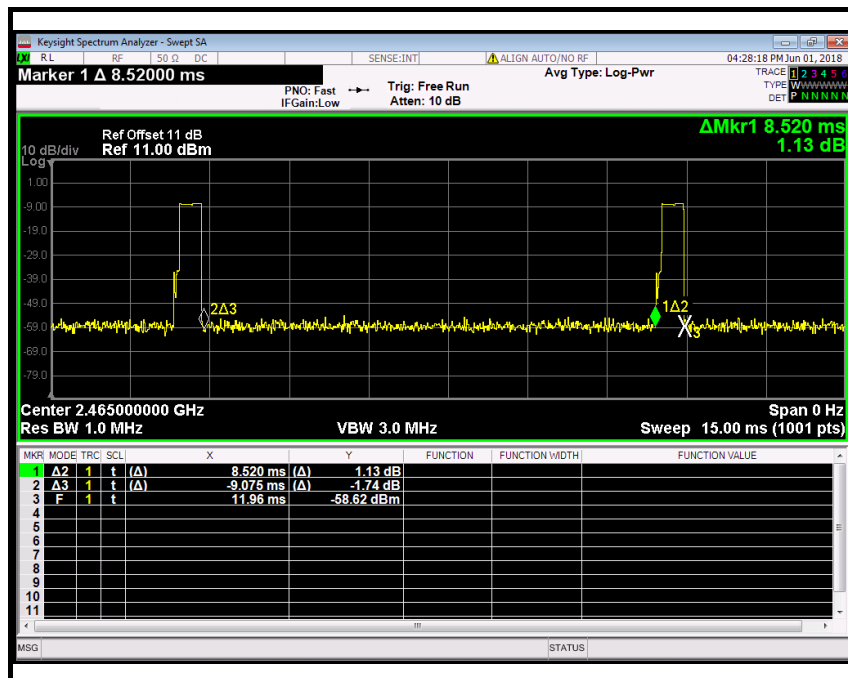 Keysight Spectrum Analyzer - Swept SA
LXI RL RF 50 Ω DC SENSE:INT ALIGN AUTO/NO RF 04:28:18 PM Jun 01, 2018
Marker 1 Δ 8.52000 ms
PNO: Fast
IFGain:Low
Trig: Free Run
Atten: 10 dB
Avg Type: Log-Pwr
TRACE 1 2 3 4 5 6
TYPE WWWWWWW
DET P N N N N N
ΔMkr1 8.520 ms
1.13 dB
Ref Offset 11 dB
10 dB/div Ref 11.00 dBm
Log
1.00
-9.00
-19.0
-29.0
-39.0
-49.0
-59.0
-69.0
-79.0
2Δ3
1Δ2
3
Center 2.465000000 GHz Span 0 Hz
Res BW 1.0 MHz VBW 3.0 MHz Sweep 15.00 ms (1001 pts)
MKR MODE TRC SCL X Y FUNCTION FUNCTION WIDTH FUNCTION VALUE
1 Δ2 1 t (Δ) 8.520 ms (Δ) 1.13 dB
2 Δ3 1 t (Δ) -9.075 ms (Δ) -1.74 dB
3 F 1 t 11.96 ms -58.62 dBm
4
5
6
7
8
9
10
11
MSG STATUS